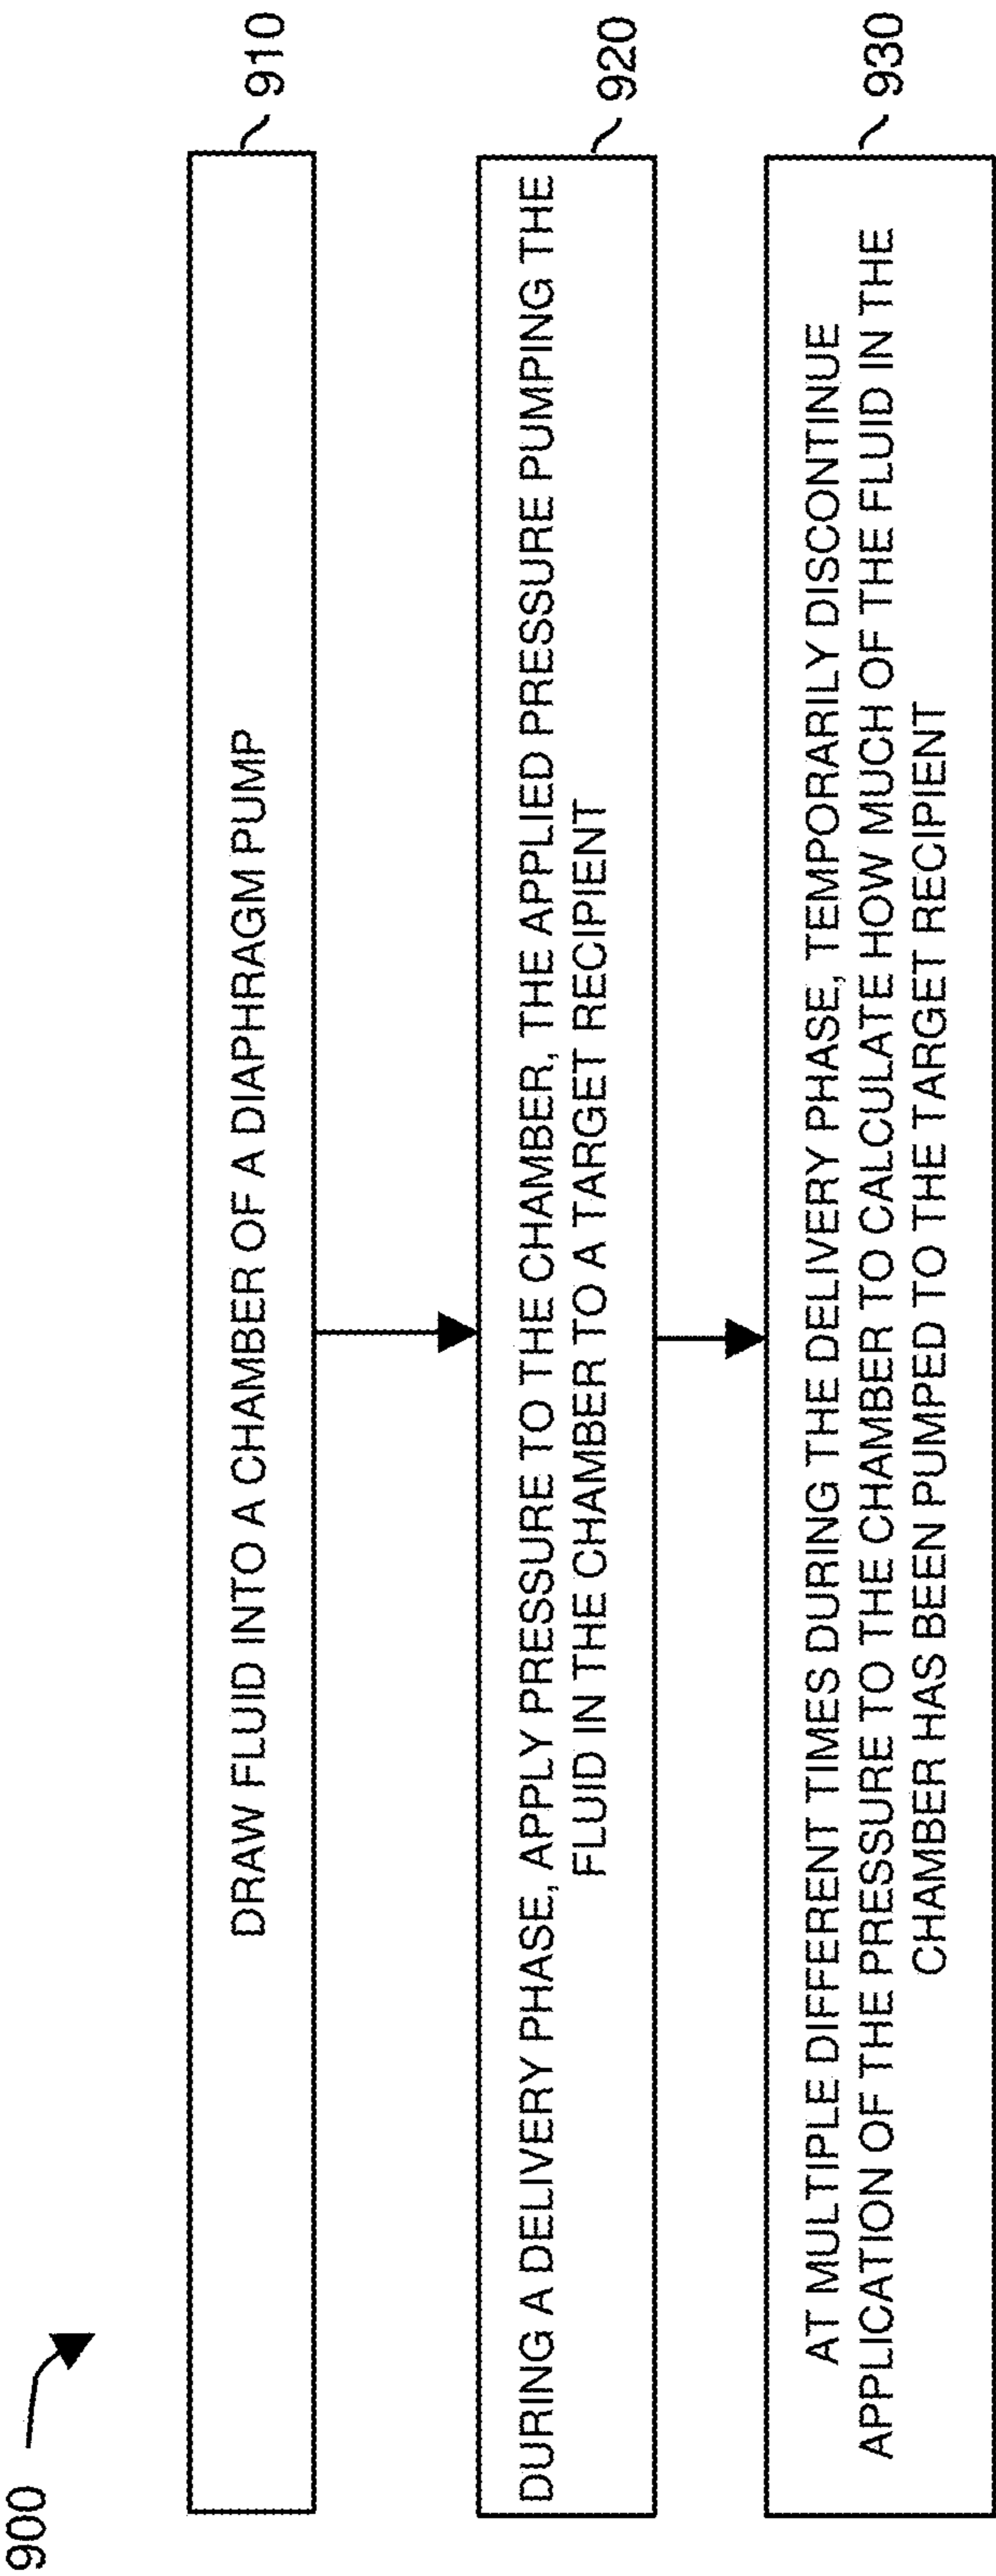 900
DRAW FLUID INTO A CHAMBER OF A DIAPHRAGM PUMP
910
DURING A DELIVERY PHASE, APPLY PRESSURE TO THE CHAMBER, THE APPLIED PRESSURE PUMPING THE
FLUID IN THE CHAMBER TO A TARGET RECIPIENT
920
AT MULTIPLE DIFFERENT TIMES DURING THE DELIVERY PHASE, TEMPORARILY DISCONTINUE
APPLICATION OF THE PRESSURE TO THE CHAMBER TO CALCULATE HOW MUCH OF THE FLUID IN THE
CHAMBER HAS BEEN PUMPED TO THE TARGET RECIPIENT
930